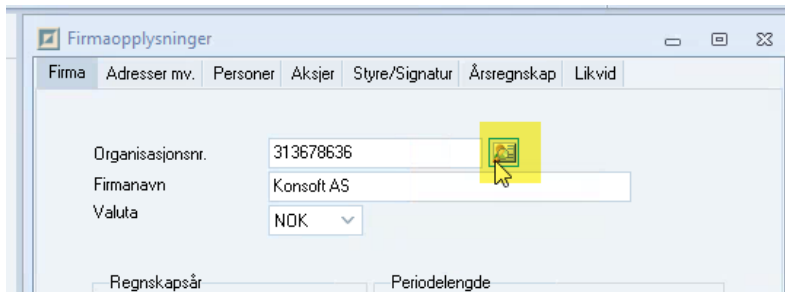 Firmaopplysninger
Firma Adresser mv. Personer Aksjer Styre/Signatur Årsregnskap Likvid
Organisasjonsnr. 313678636
Firmanavn Konsoft AS
Valuta NOK
Regnskapsår Periodelengde